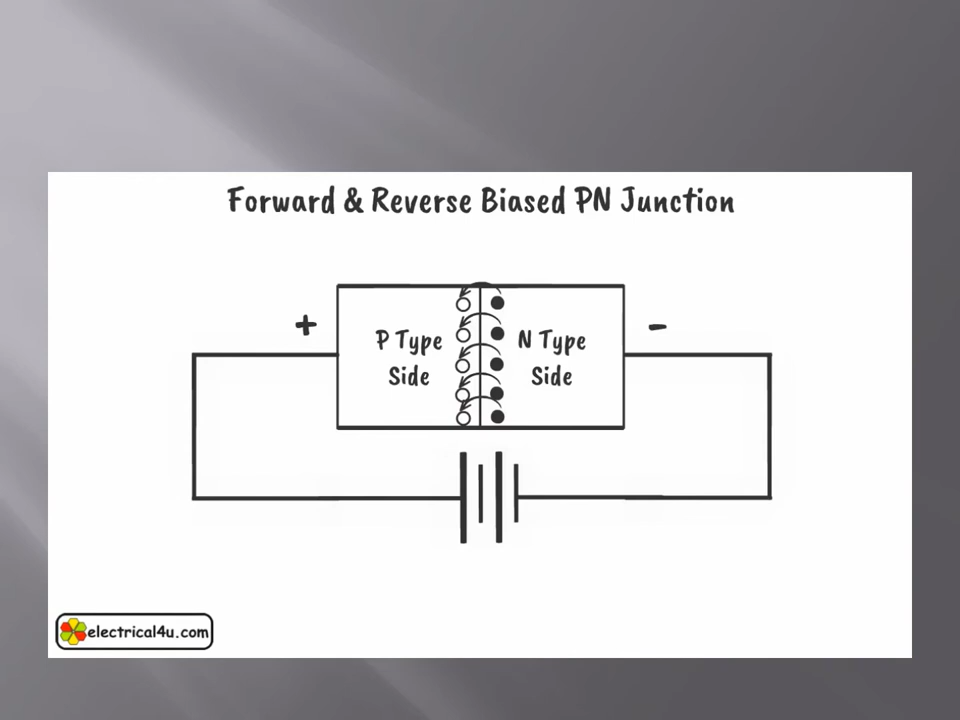 Forward & Reverse Biased PN Junction
+
-
P Type
Side
N Type
Side
electrical4u.com